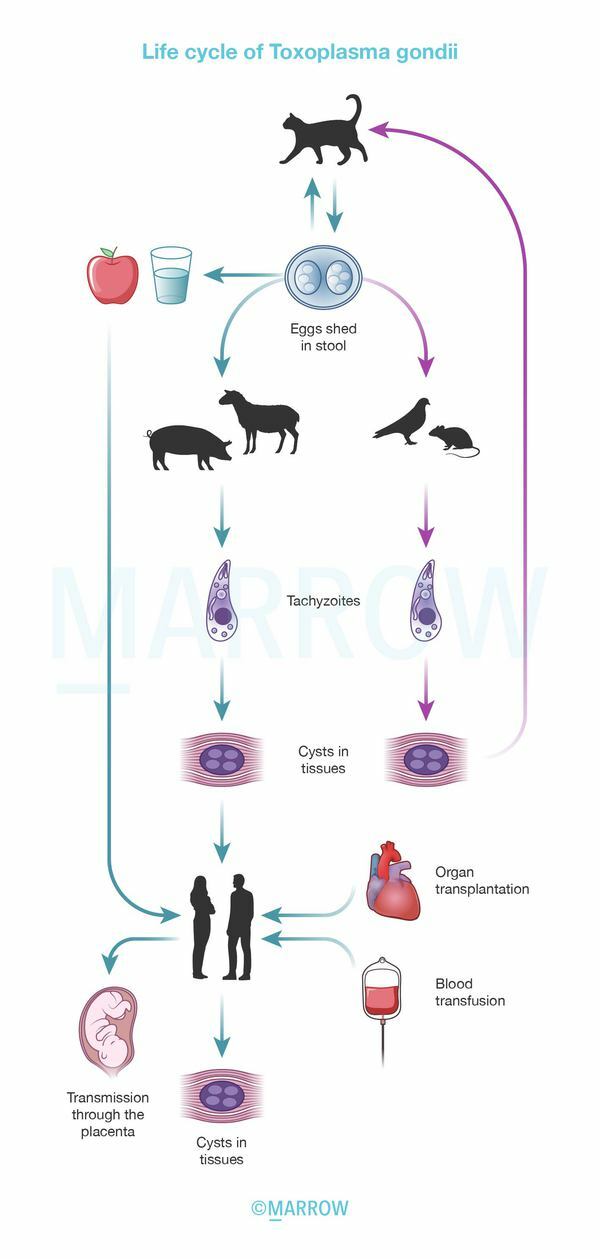 Life cycle of Toxoplasma gondii
Eggs shed
in stool
MARROW
Tachyzoites
Cysts in
tissues
Organ
transplantation
Blood
transfusion
Transmission
through the
placenta
Cysts in
tissues
©MARROW